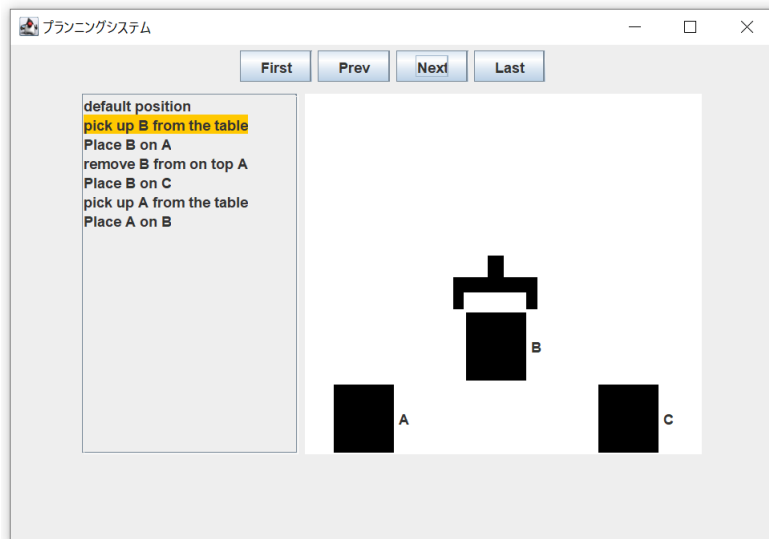 プランニングシステム
First Prev Next Last
default position
pick up B from the table
Place B on A
remove B from on top A
Place B on C
pick up A from the table
Place A on B
B
A
C